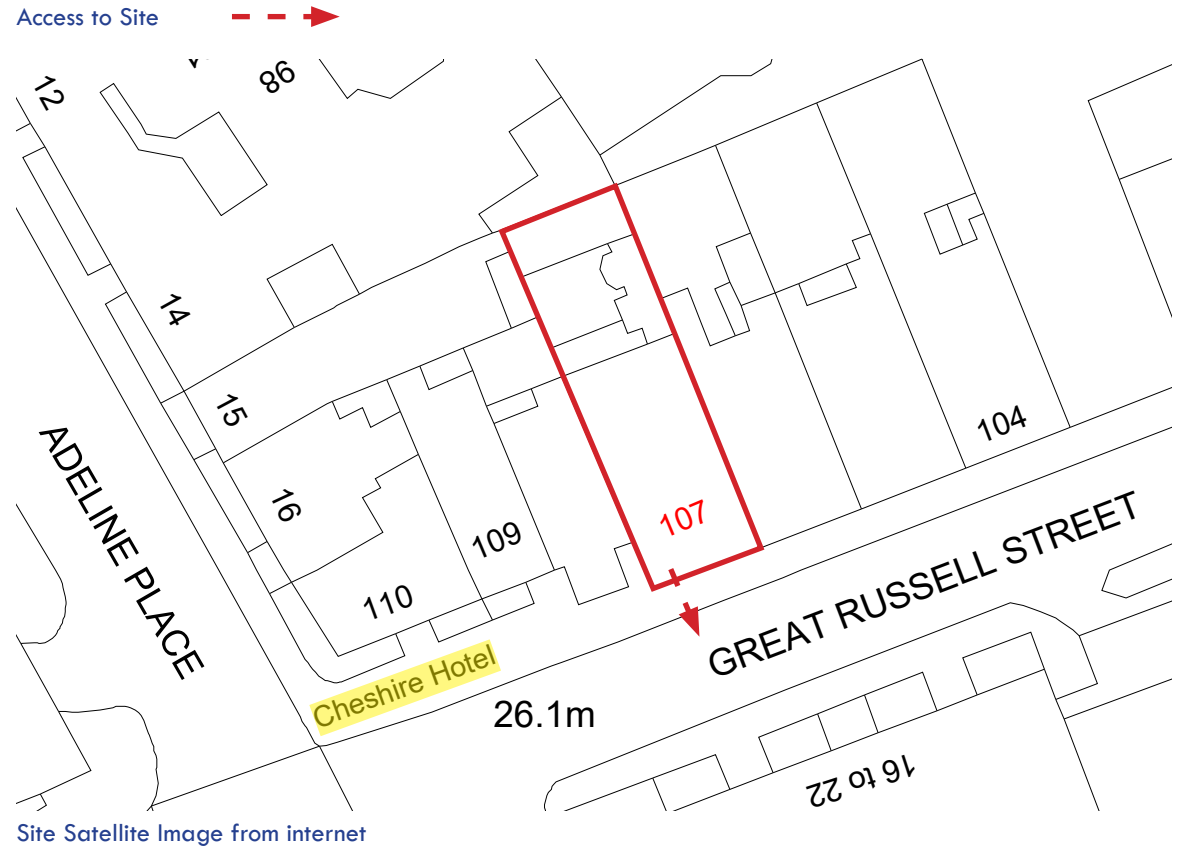 Access to Site
12
86
14
15
16
ADELINE PLACE
110
109
107
104
GREAT RUSSELL STREET
Cheshire Hotel
26.1m
16 to 22
Site Satellite Image from internet